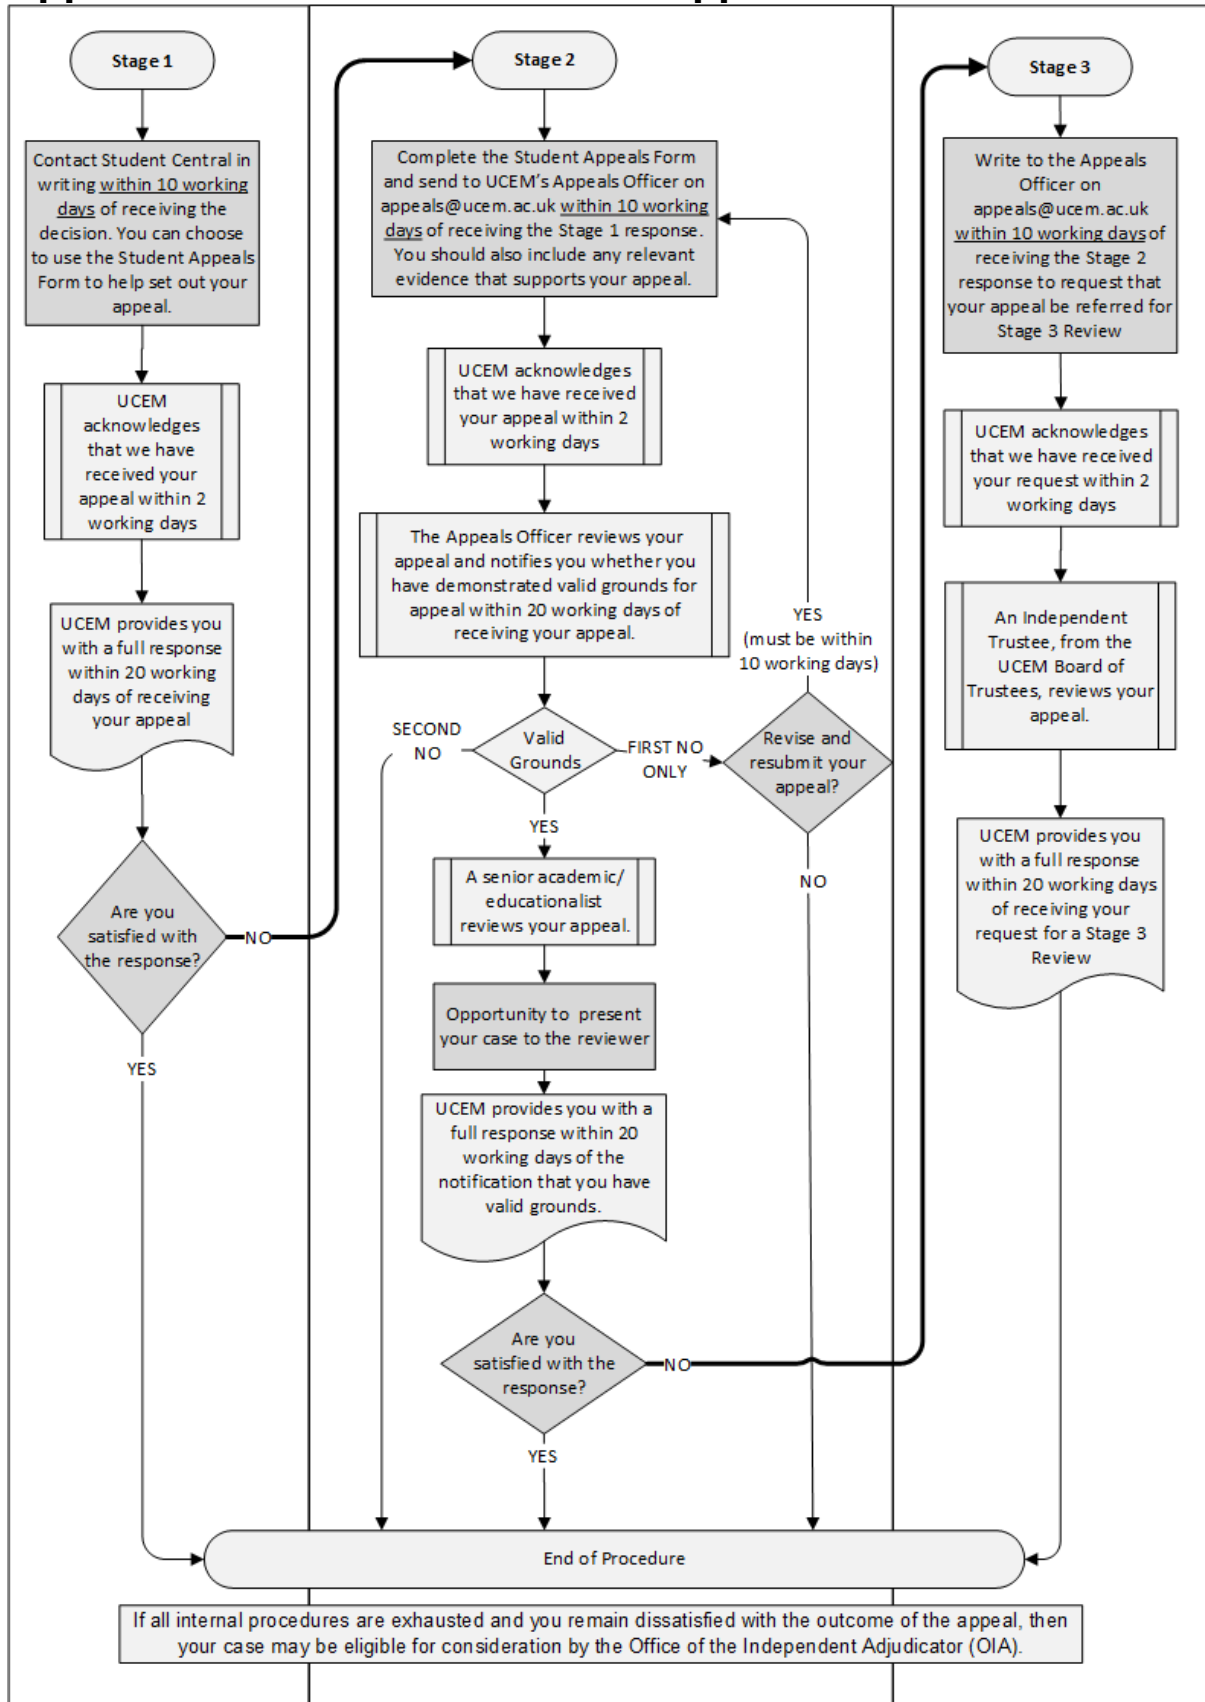 Stage 1
Contact Student Central in
writing within 10 working
days of receiving the
decision. You can choose
to use the Student Appeals
Form to help set out your
appeal.
UCEM
acknowledges
that we have
received your
appeal within 2
working days
UCEM provides you
with a full response
within 20 working
days of receiving
your appeal
Are you
satisfied with
the response?
NO
YES
Stage 2
Complete the Student Appeals Form
and send to UCEM's Appeals Officer on
appeals@ucem.ac.uk within 10 working
days of receiving the Stage 1 response.
You should also include any relevant
evidence that supports your appeal.
UCEM acknowledges
that we have received
your appeal within 2
working days
The Appeals Officer reviews your
appeal and notifies you whether you
have demonstrated valid grounds for
appeal within 20 working days of
receiving your appeal.
Valid
Grounds
SECOND
NO
FIRST NO
ONLY
Revise and
resubmit your
appeal?
YES
(must be within
10 working days)
NO
YES
A senior academic/
educationalist
reviews your appeal.
Opportunity to present
your case to the reviewer
UCEM provides you with a
full response within 20
working days of the
notification that you have
valid grounds.
Are you
satisfied with the
response?
NO
YES
Stage 3
Write to the Appeals
Officer on
appeals@ucem.ac.uk
within 10 working days of
receiving the Stage 2
response to request that
your appeal be referred for
Stage 3 Review
UCEM acknowledges
that we have received
your request within 2
working days
An Independent
Trustee, from the
UCEM Board of
Trustees, reviews your
appeal.
UCEM provides you
with a full response
within 20 working days
of receiving your
request for a Stage 3
Review
End of Procedure
If all internal procedures are exhausted and you remain dissatisfied with the outcome of the appeal, then
your case may be eligible for consideration by the Office of the Independent Adjudicator (OIA).